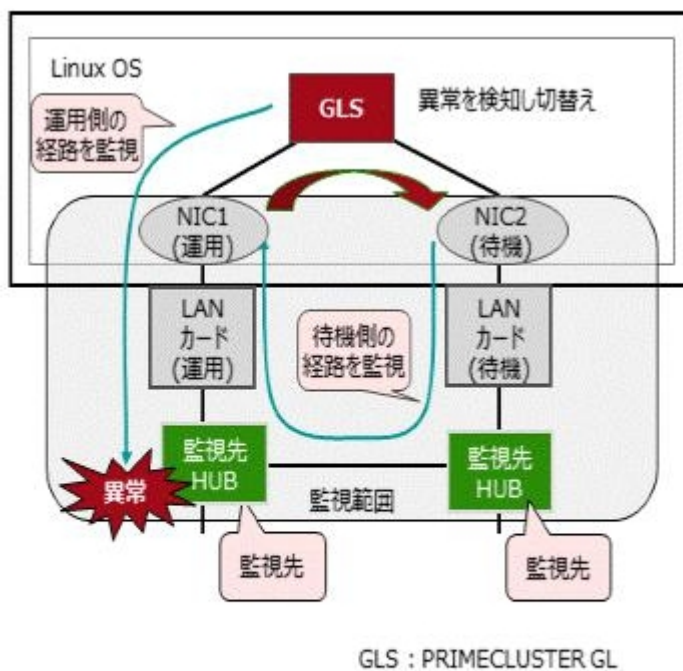 Linux OS
GLS
異常を検知し切替え
運用側の
経路を監視
NIC1
(運用)
NIC2
(待機)
LAN
カード
(運用)
LAN
カード
(待機)
待機側の
経路を監視
監視先
HUB
監視先
HUB
異常
監視範囲
監視先
監視先
GLS : PRIMECLUSTER GL